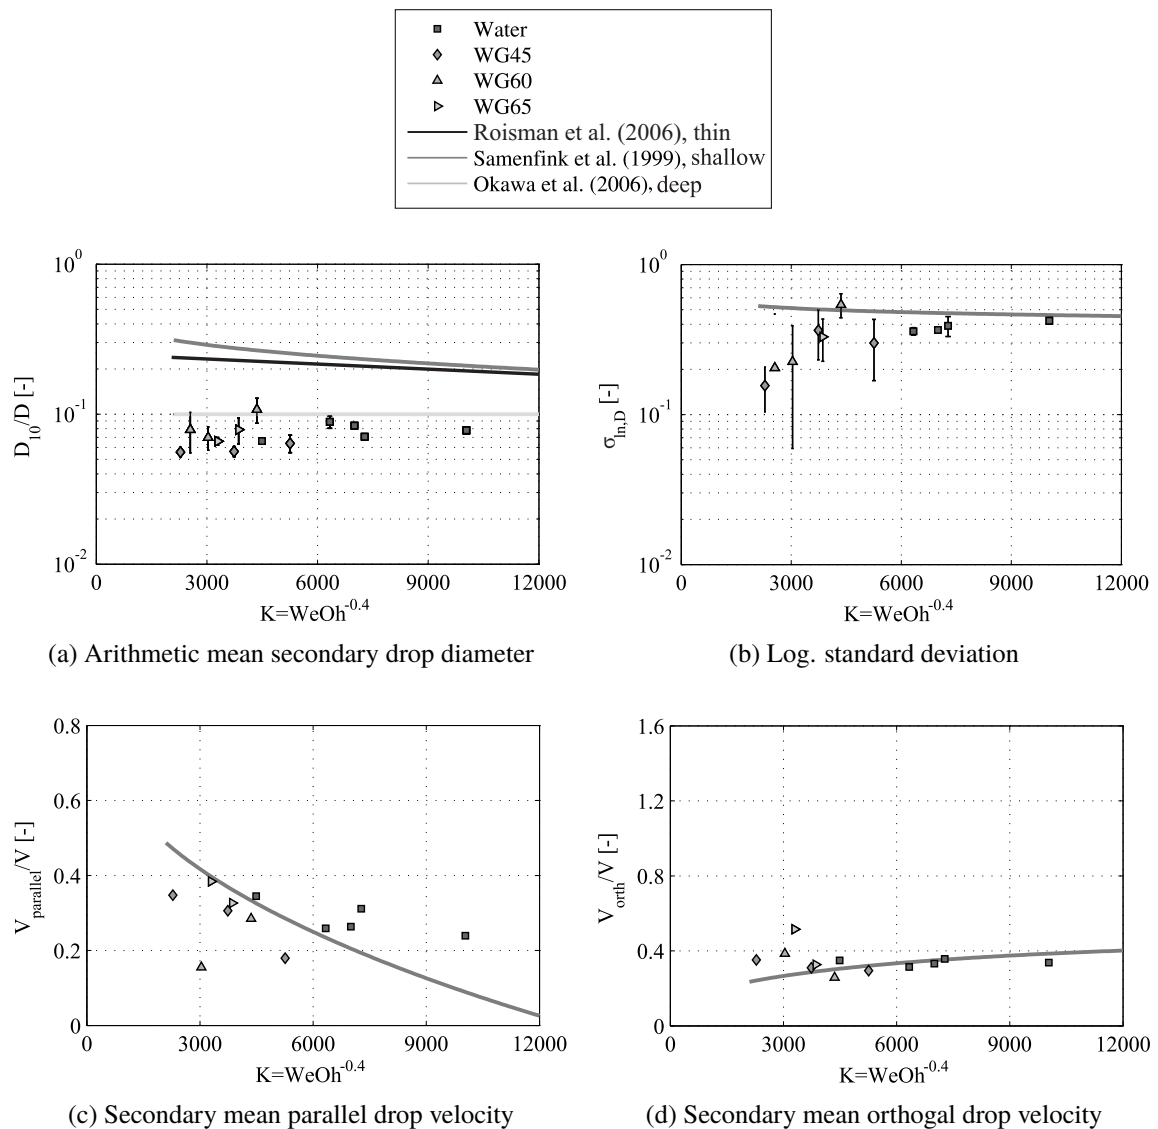 Water
WG45
WG60
WG65
Roisman et al. (2006), thin
Samenfink et al. (1999), shallow
Okawa et al. (2006), deep
10^0
10^-1
10^-2
D_10/D [-]
0 3000 6000 9000 12000
K=WeOh^-0.4
(a) Arithmetic mean secondary drop diameter
10^0
10^-1
10^-2
σ_ln,D [-]
0 3000 6000 9000 12000
K=WeOh^-0.4
(b) Log. standard deviation
0.8
0.6
0.4
0.2
0
V_parallel/V [-]
0 3000 6000 9000 12000
K=WeOh^-0.4
(c) Secondary mean parallel drop velocity
1.6
1.2
0.8
0.4
0
V_orth/V [-]
0 3000 6000 9000 12000
K=WeOh^-0.4
(d) Secondary mean orthogal drop velocity